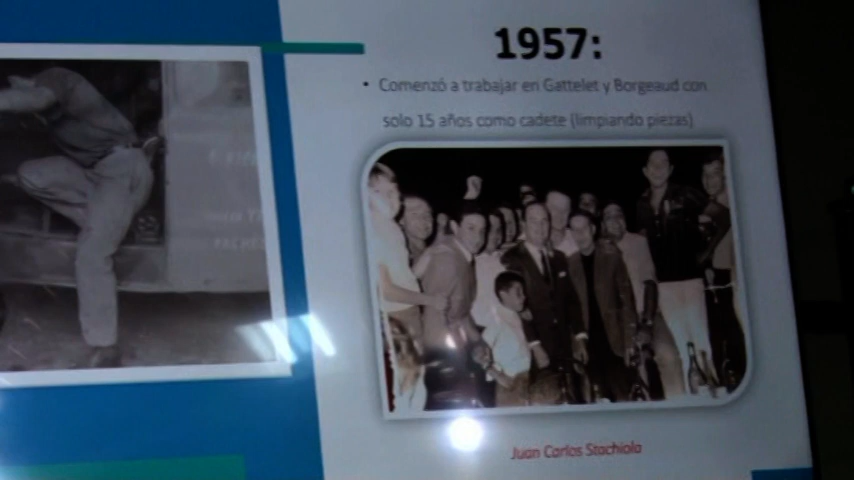 1957:
• Comenzó a trabajar en Gattelet y Borgeaud con
solo 15 años como cadete (limpiando piezas)
Juan Carlos Stachiola